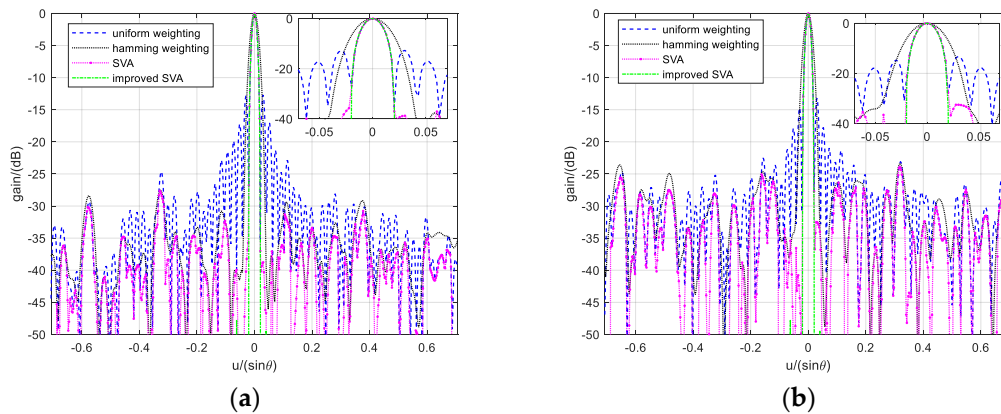 uniform weighting
hamming weighting
SVA
improved SVA
0
-5
-10
-15
-20
-25
-30
-35
-40
-45
-50
gain/(dB)
-0.6 -0.4 -0.2 0 0.2 0.4 0.6
u/(sinθ)
0
-20
-40
-0.05 0 0.05
(a)
uniform weighting
hamming weighting
SVA
improved SVA
0
-5
-10
-15
-20
-25
-30
-35
-40
-45
-50
gain/(dB)
-0.6 -0.4 -0.2 0 0.2 0.4 0.6
u/(sinθ)
0
-20
-40
-0.05 0 0.05
(b)